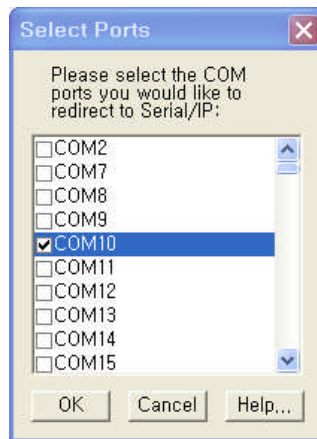 Select Ports
Please select the COM
ports you would like to
redirect to Serial/IP:
COM2
COM7
COM8
COM9
COM10
COM11
COM12
COM13
COM14
COM15
OK Cancel Help...